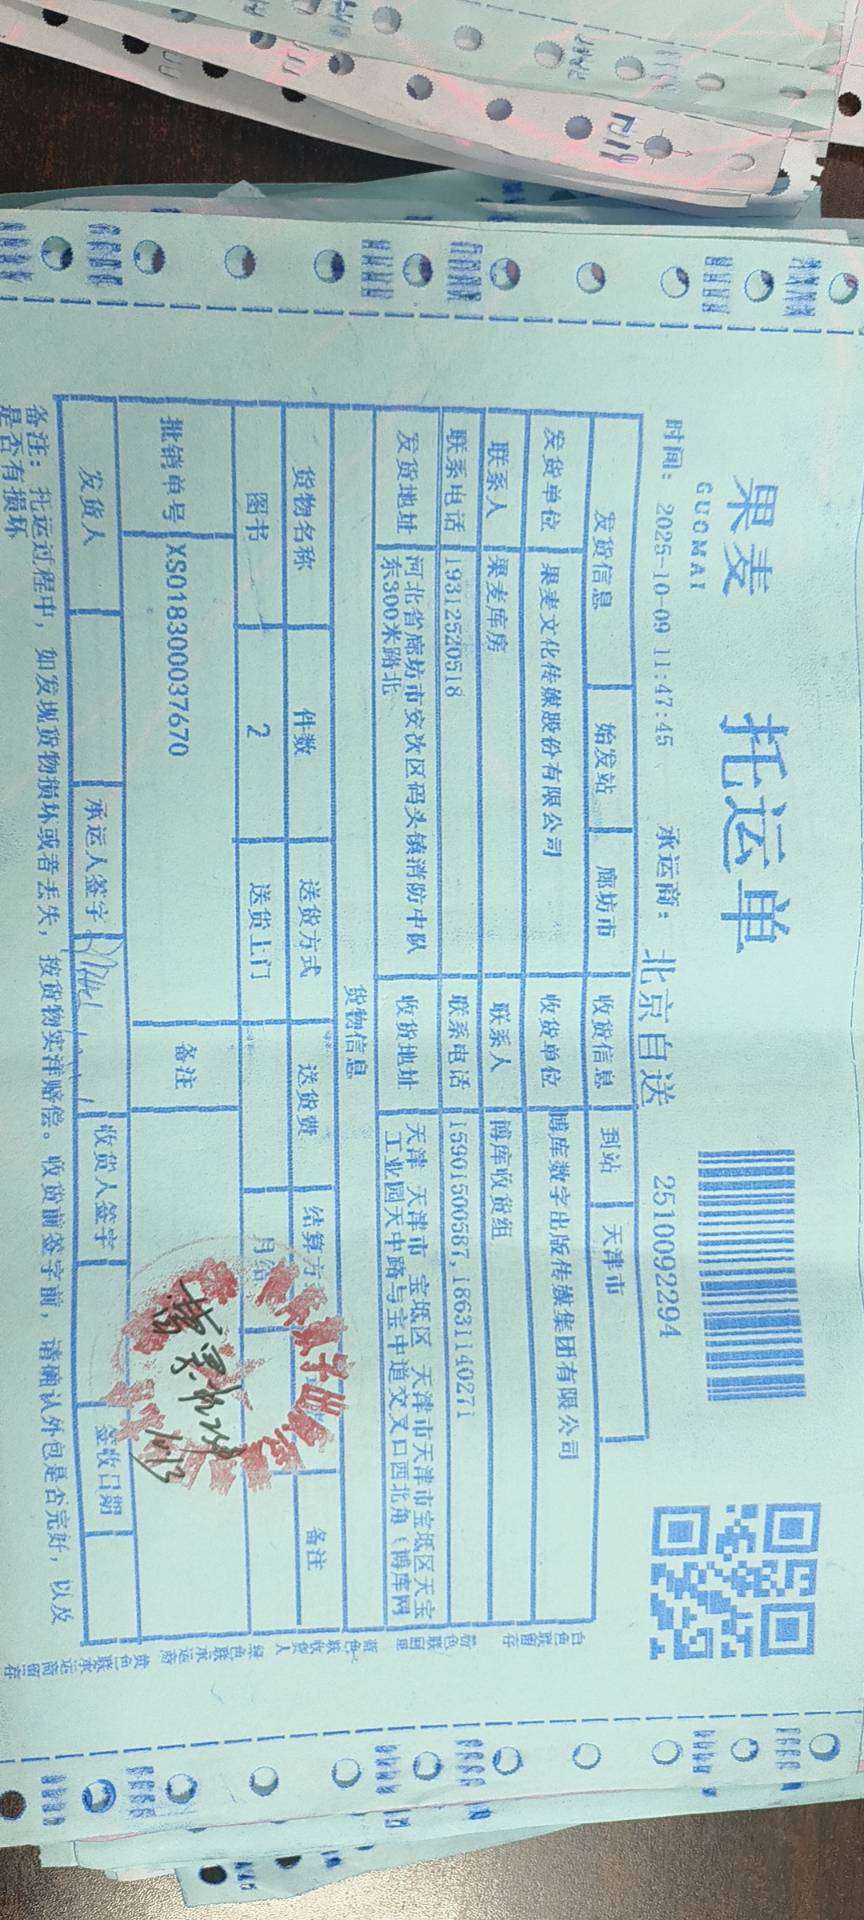 果麦
GUOMAI
托运单
时间：2025-10-09 11:47:45 承运商：北京自送 2510092294
发货信息 始发站 廊坊市 收货信息 到站 天津市
发货单位 果麦文化传媒股份有限公司 收货单位 博库数字出版传媒集团有限公司
联系人 果麦库房 联系人 博库收货组
联系电话 19312520518 联系电话 15901500587,18631140271
发货地址 河北省廊坊市安次区码头镇消防中队
东300米路北
收货地址 天津 天津市 宝坻区 天津市天津市宝坻区天宝
工业园天中路与宝中道交叉口西北角（博库网
货物信息
货物名称 件数 送货方式 送货费 结算方 备注
图书 2 送货上门 月结
批销单号 XS018300037670 备注
发货人 承运人签字 收货人签字 签收日期
备注：托运过程中，如发现货物损坏或者丢失，按货物实洋赔偿。收货前签字前，请确认外包是否完好，以及
是否有损坏